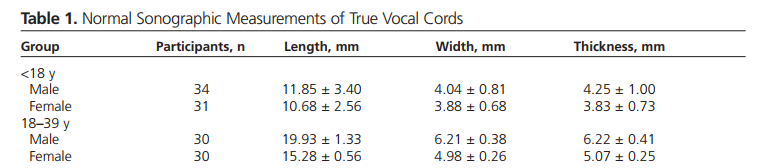 Table 1. Normal Sonographic Measurements of True Vocal Cords
Group Participants, n Length, mm Width, mm Thickness, mm
<18 y
Male 34 11.85 ± 3.40 4.04 ± 0.81 4.25 ± 1.00
Female 31 10.68 ± 2.56 3.88 ± 0.68 3.83 ± 0.73
18–39 y
Male 30 19.93 ± 1.33 6.21 ± 0.38 6.22 ± 0.41
Female 30 15.28 ± 0.56 4.98 ± 0.26 5.07 ± 0.25